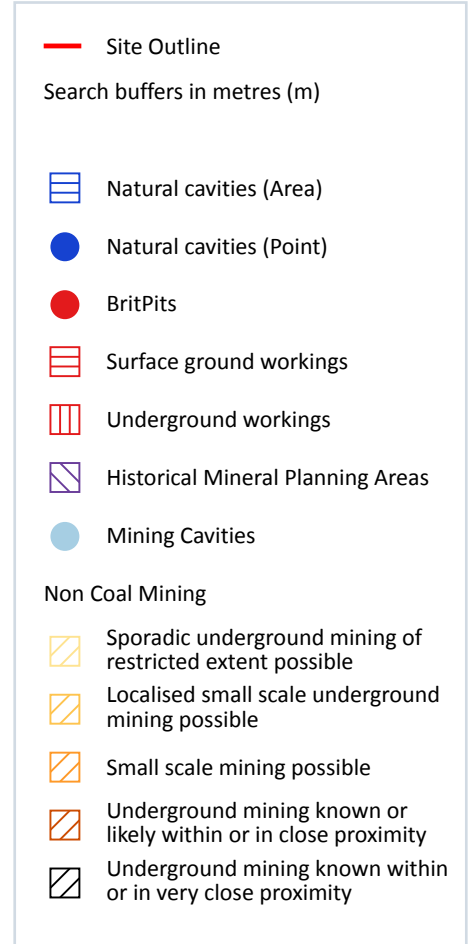 Site Outline
Search buffers in metres (m)
Natural cavities (Area)
Natural cavities (Point)
BritPits
Surface ground workings
Underground workings
Historical Mineral Planning Areas
Mining Cavities
Non Coal Mining
Sporadic underground mining of
restricted extent possible
Localised small scale underground
mining possible
Small scale mining possible
Underground mining known or
likely within or in close proximity
Underground mining known within
or in very close proximity